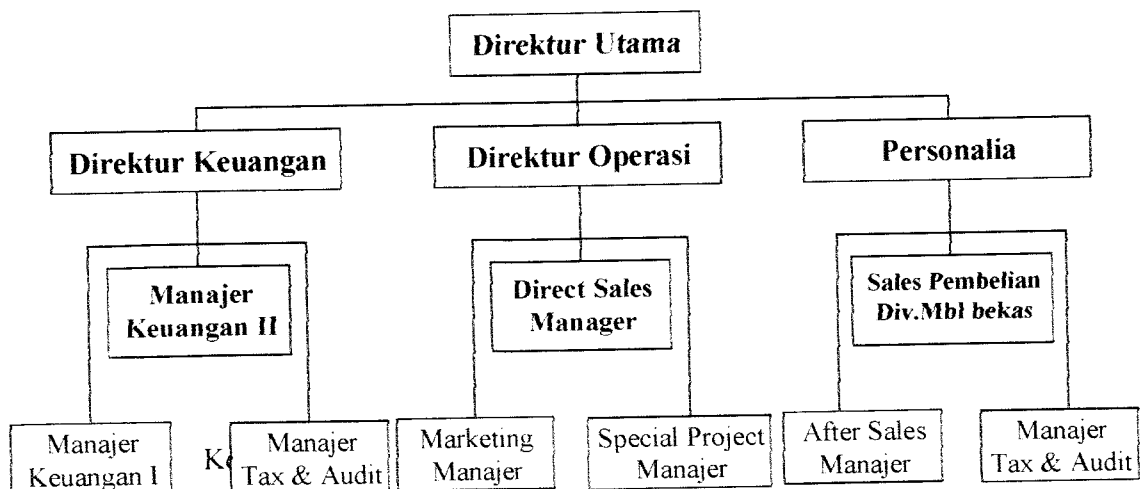 Direktur Utama
Direktur Keuangan
Direktur Operasi
Personalia
Manajer
Keuangan II
Direct Sales
Manager
Sales Pembelian
Div.Mbl bekas
Manajer
Keuangan I
Ke
Manajer
Tax & Audit
Marketing
Manajer
Special Project
Manajer
After Sales
Manajer
Manajer
Tax & Audit